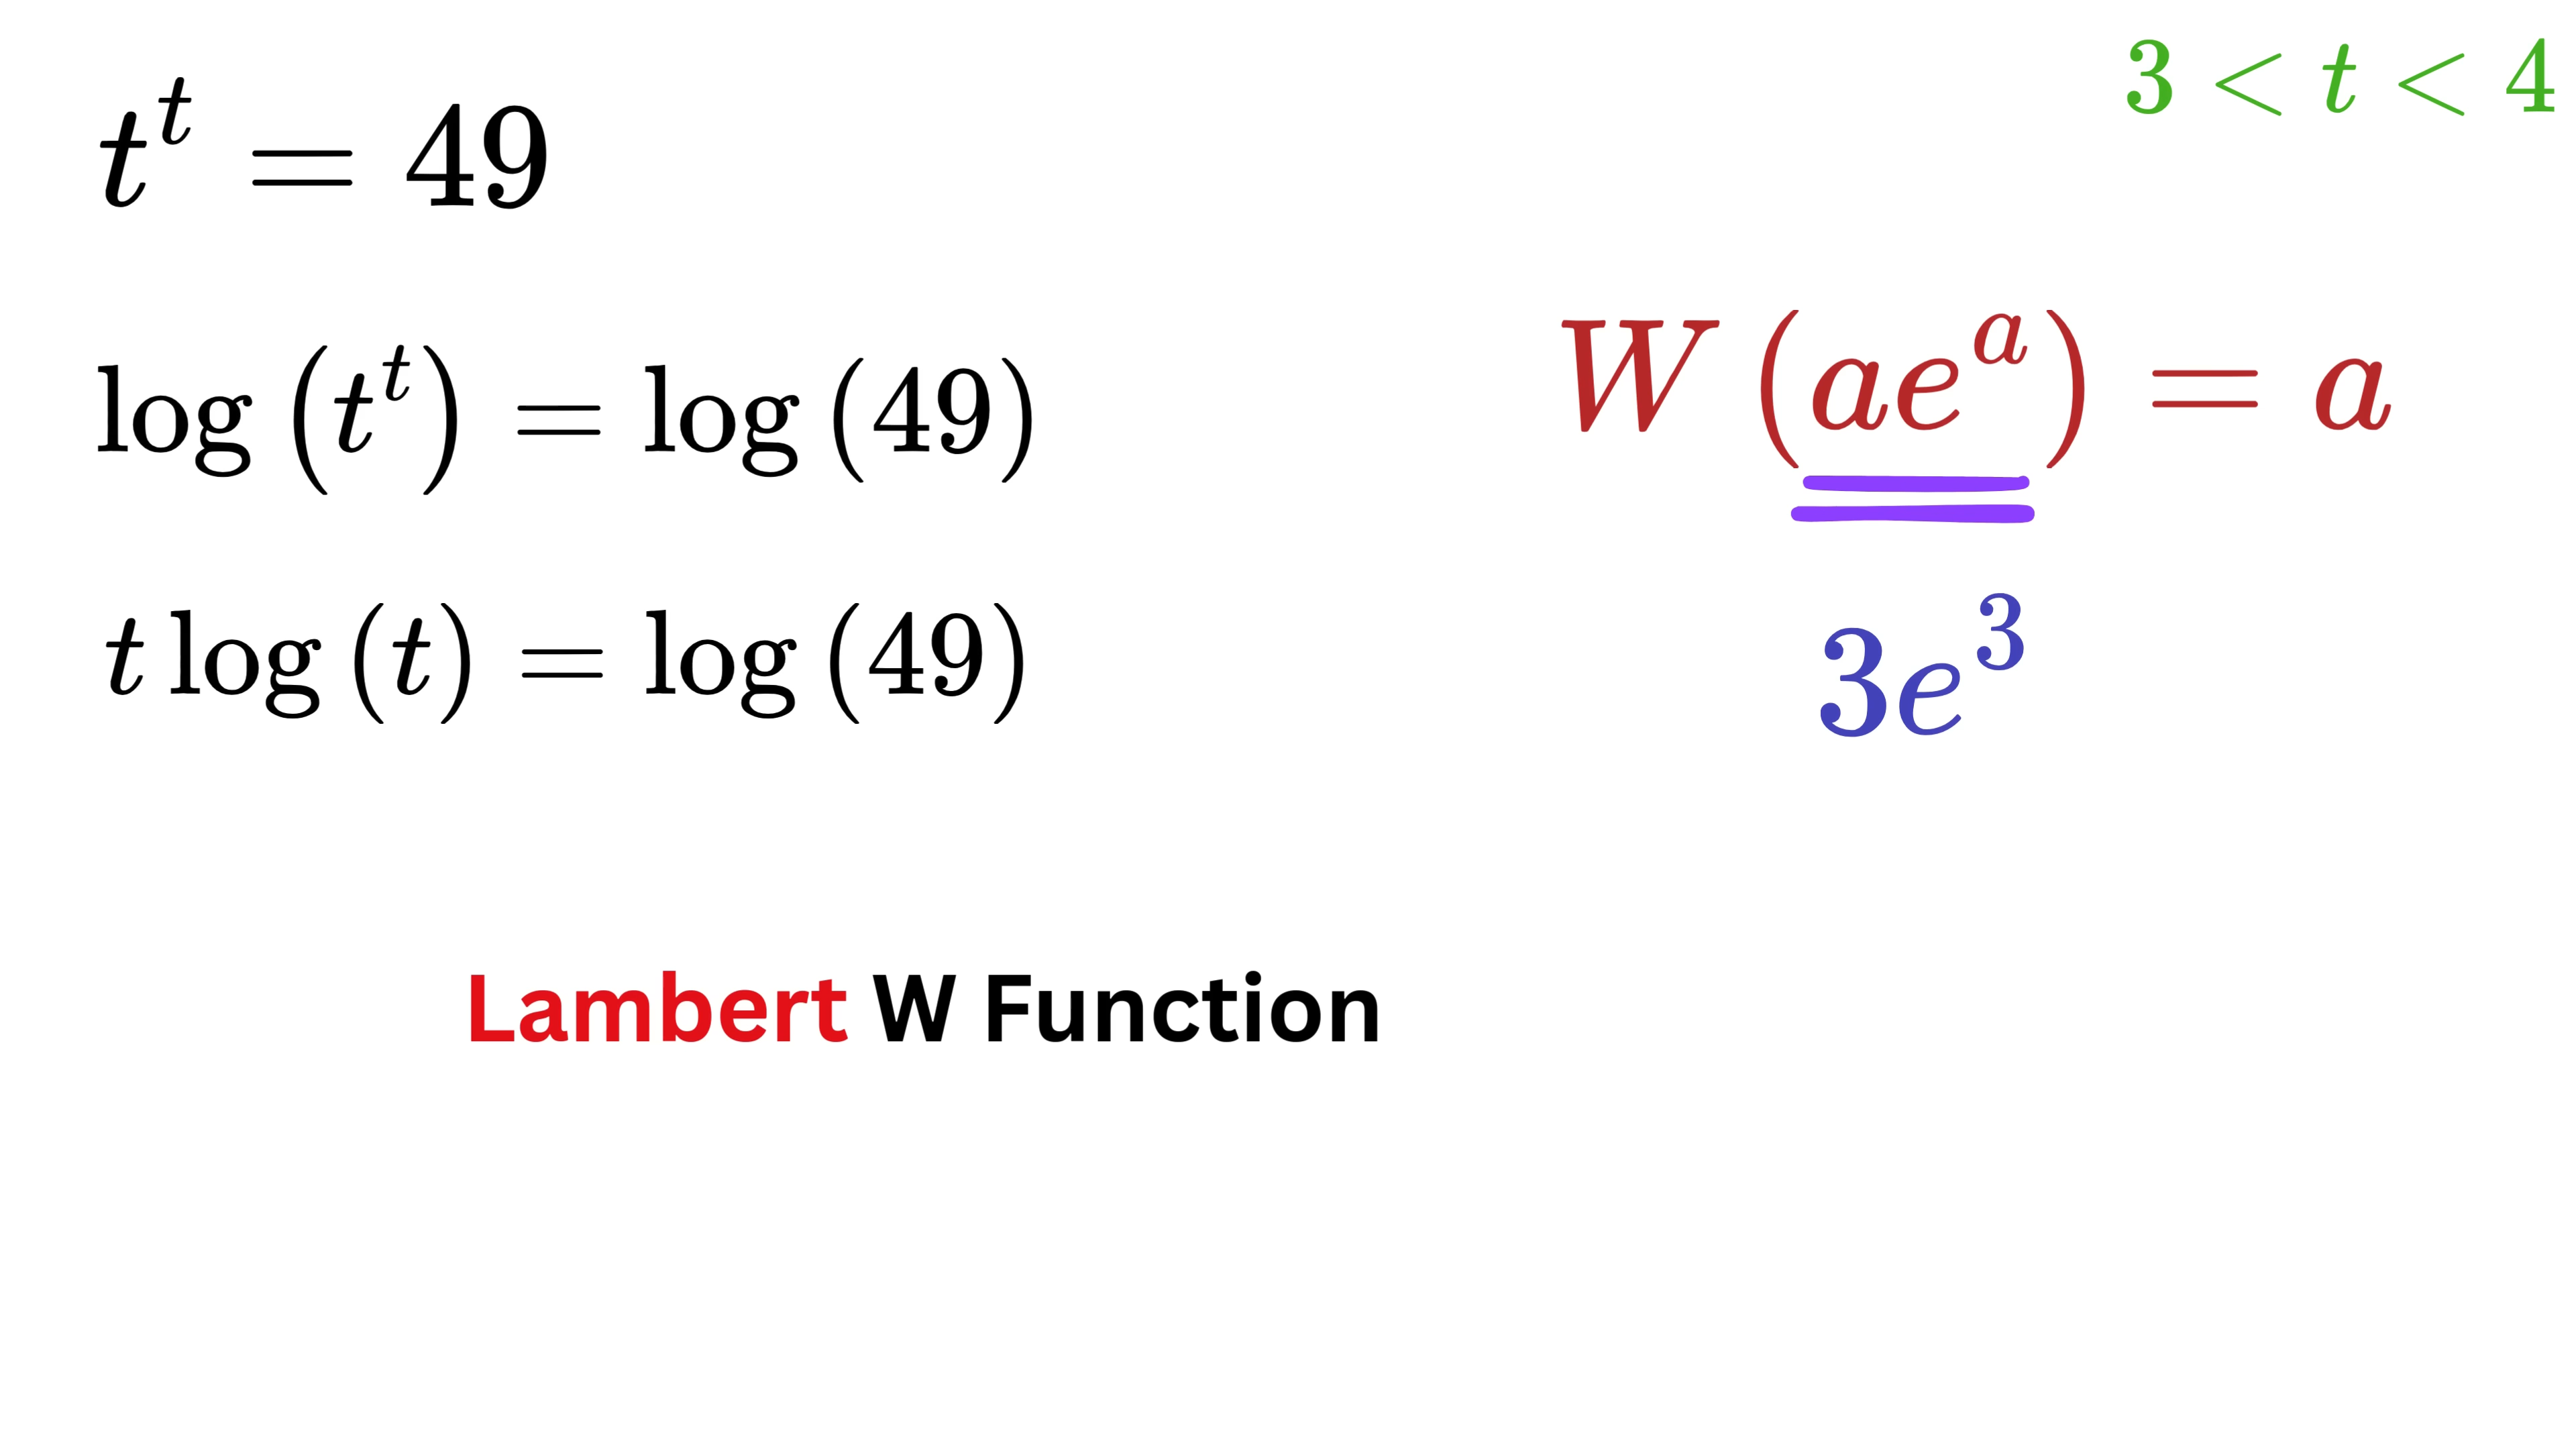 3 < t < 4
t^t = 49
log (t^t) = log (49)
W (ae^a) = a
t log (t) = log (49)
3e^3
Lambert W Function